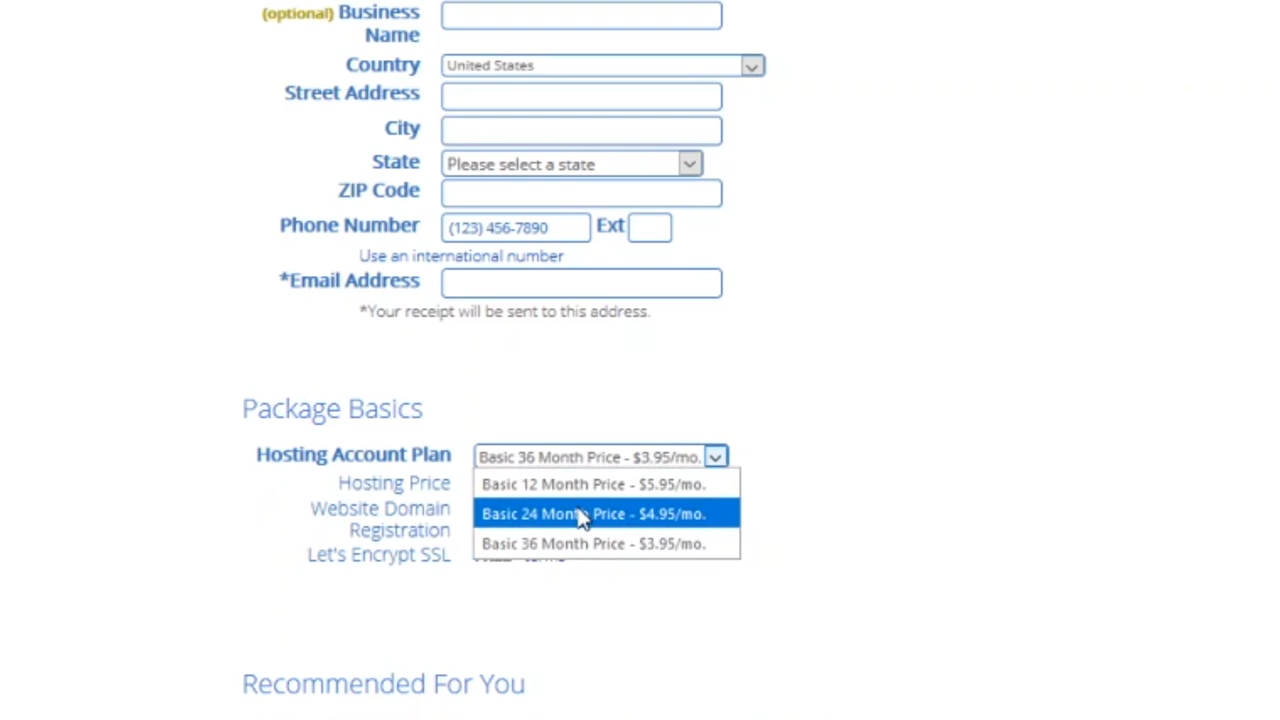 (optional) Business
Name
Country United States
Street Address
City
State Please select a state
ZIP Code
Phone Number (123) 456-7890 Ext
Use an international number
*Email Address
*Your receipt will be sent to this address.
Package Basics
Hosting Account Plan Basic 36 Month Price - $3.95/mo.
Hosting Price Basic 12 Month Price - $5.95/mo.
Website Domain Basic 24 Month Price - $4.95/mo.
Registration
Basic 36 Month Price - $3.95/mo.
Let's Encrypt SSL
Recommended For You